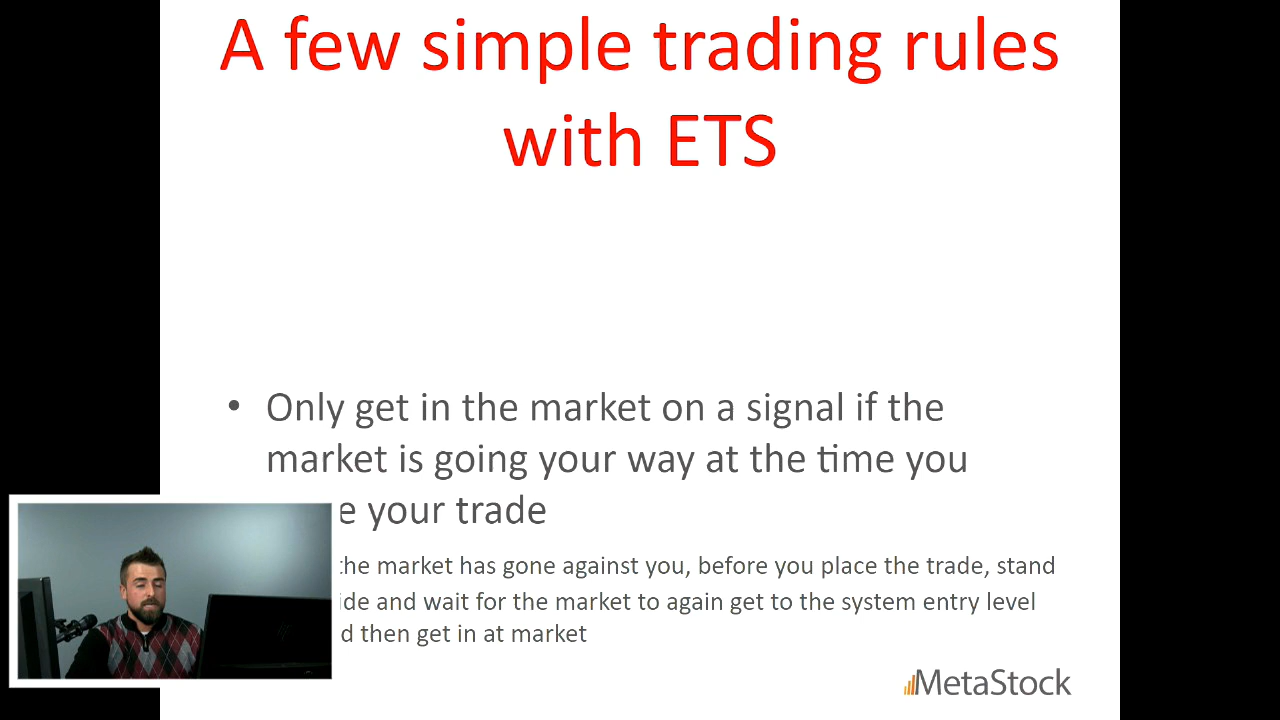 A few simple trading rules
with ETS
• Only get in the market on a signal if the
market is going your way at the time you
e your trade
the market has gone against you, before you place the trade, stand
ide and wait for the market to again get to the system entry level
d then get in at market
MetaStock